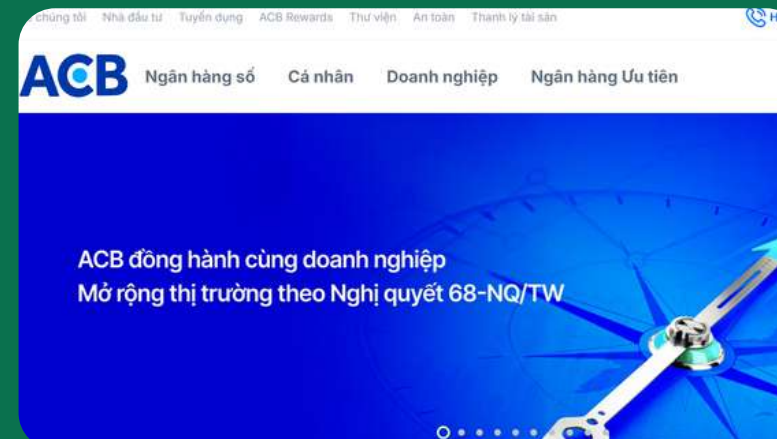 chúng tôi Nhà đầu tư Tuyển dụng ACB Rewards Thư viện An toàn Thanh lý tài sản
ACB Ngân hàng số Cá nhân Doanh nghiệp Ngân hàng Ưu tiên
ACB đồng hành cùng doanh nghiệp
Mở rộng thị trường theo Nghị quyết 68-NQ/TW